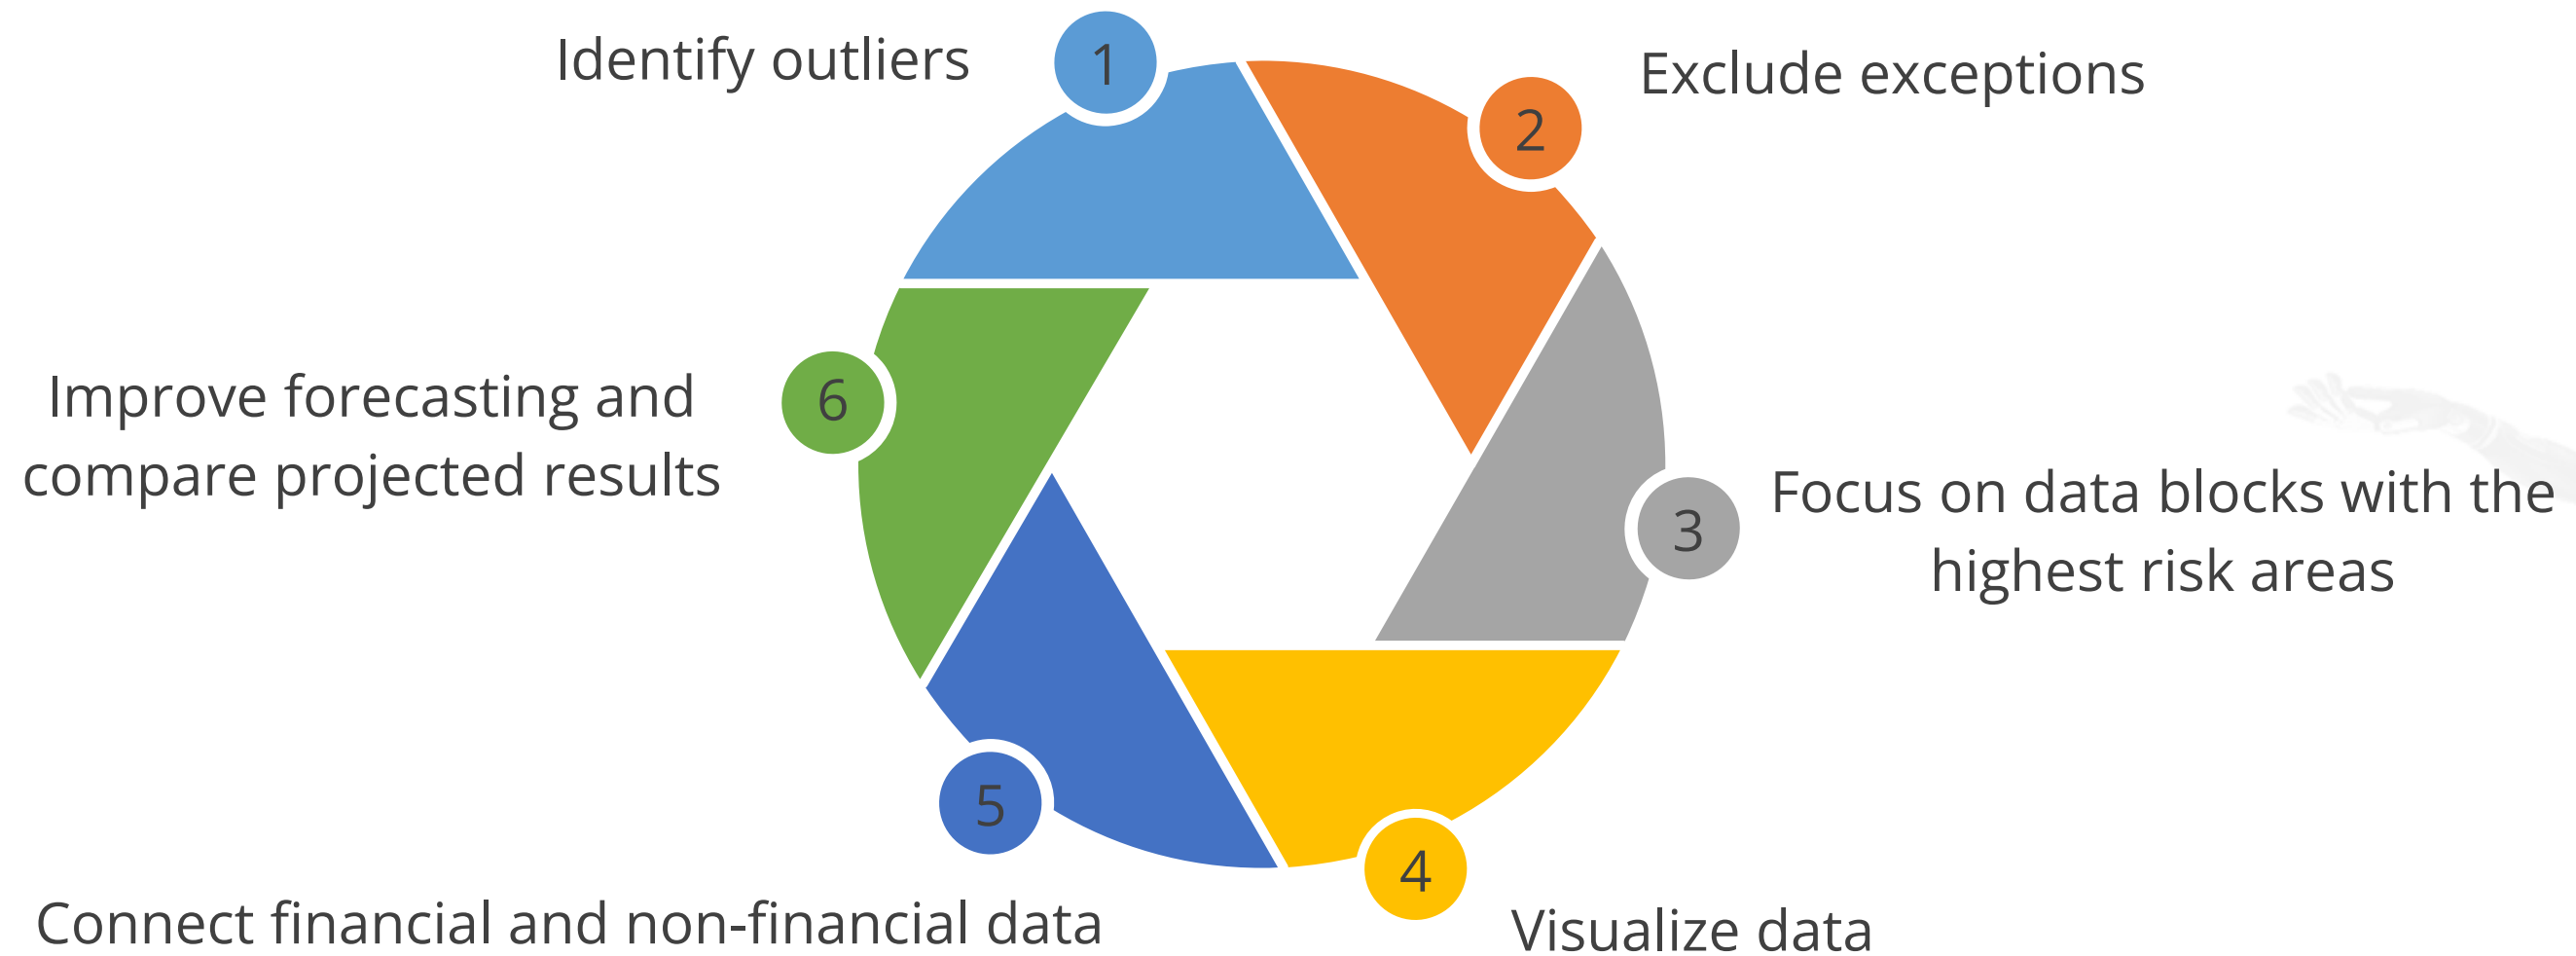 1
Identify outliers
2
Exclude exceptions
3
Focus on data blocks with the
highest risk areas
4
Visualize data
5
Connect financial and non-financial data
6
Improve forecasting and
compare projected results